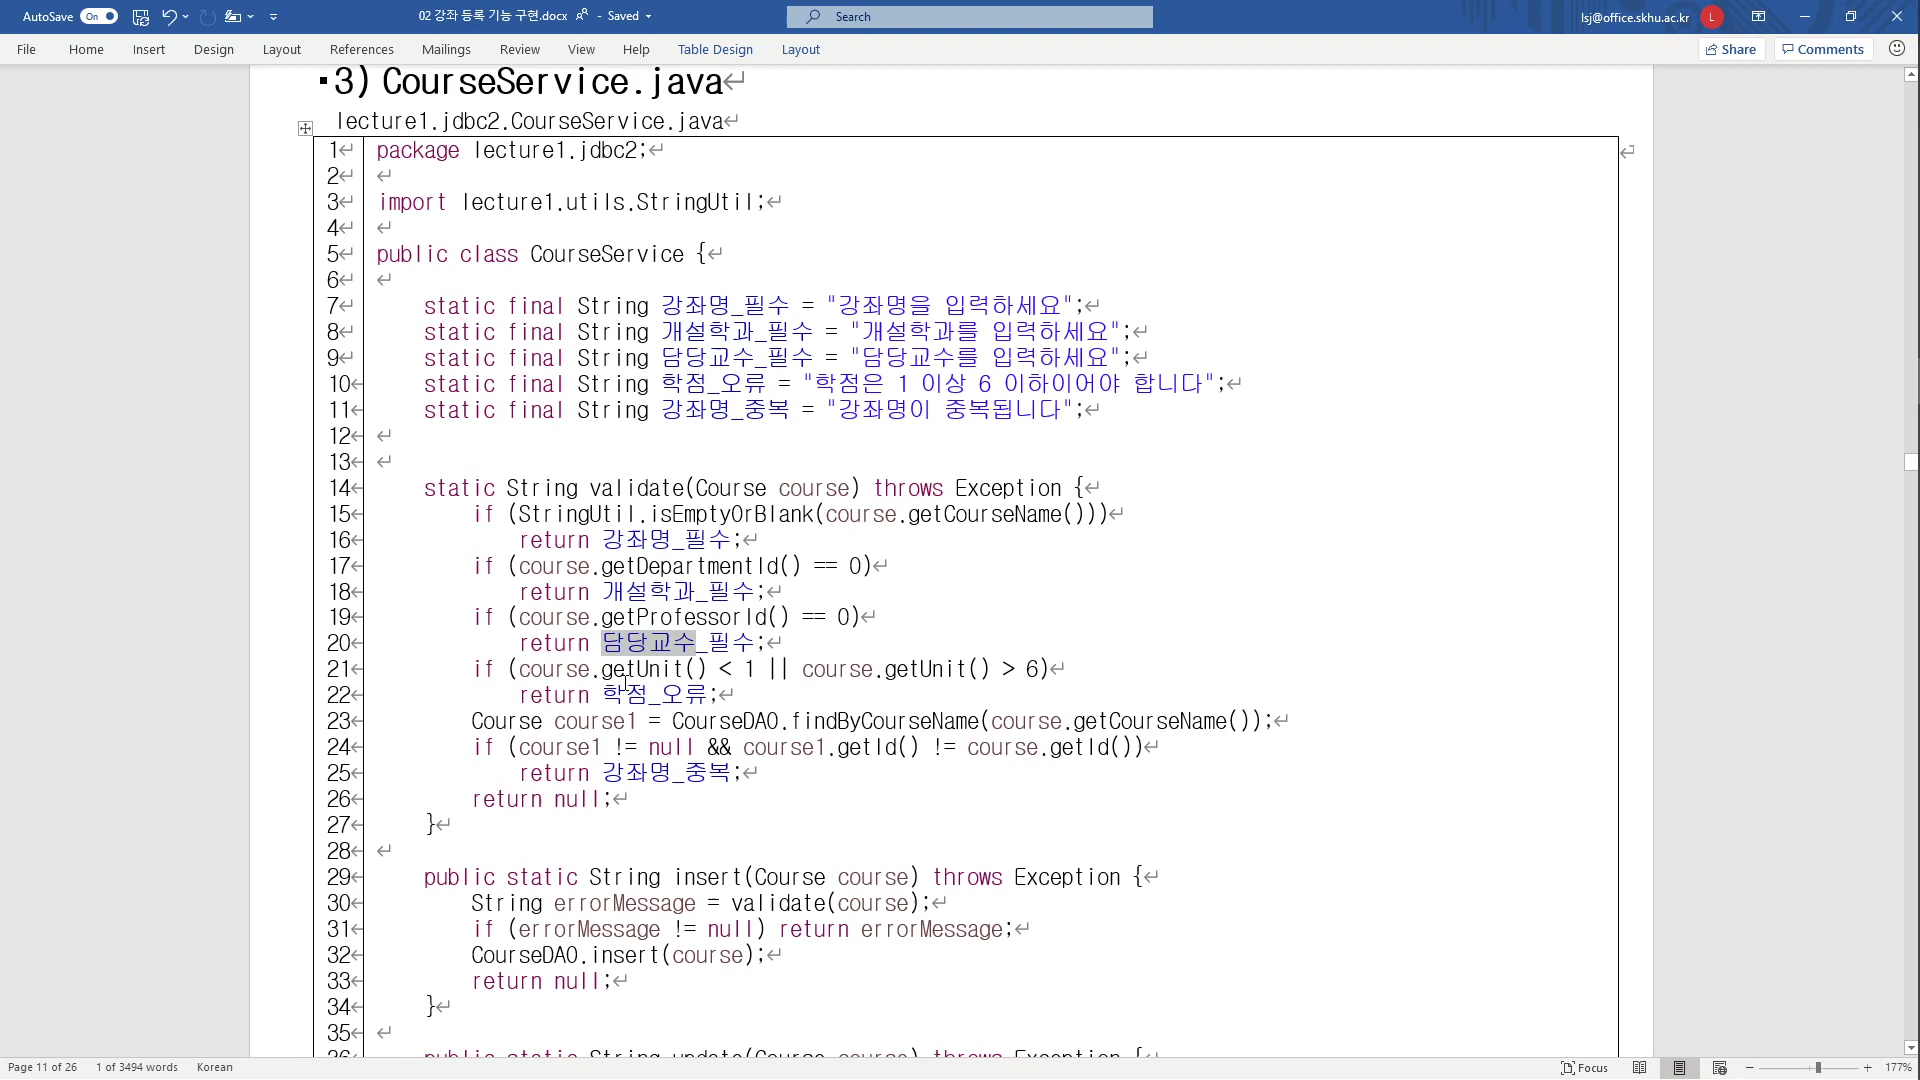 AutoSave On 02 강좌 등록 기능 구현.docx - Saved Search lsj@office.skhu.ac.kr L
File Home Insert Design Layout References Mailings Review View Help Table Design Layout Share Comments
3) CourseService.java
lecture1.jdbc2.CourseService.java
1 package lecture1.jdbc2;
2
3 import lecture1.utils.StringUtil;
4
5 public class CourseService {
6
7 static final String 강좌명_필수 = "강좌명을 입력하세요";
8 static final String 개설학과_필수 = "개설학과를 입력하세요";
9 static final String 담당교수_필수 = "담당교수를 입력하세요";
10 static final String 학점_오류 = "학점은 1 이상 6 이하이어야 합니다";
11 static final String 강좌명_중복 = "강좌명이 중복됩니다";
12
13
14 static String validate(Course course) throws Exception {
15 if (StringUtil.isEmptyOrBlank(course.getCourseName()))
16 return 강좌명_필수;
17 if (course.getDepartmentId() == 0)
18 return 개설학과_필수;
19 if (course.getProfessorId() == 0)
20 return 담당교수_필수;
21 if (course.getUnit() < 1 || course.getUnit() > 6)
22 return 학점_오류;
23 Course course1 = CourseDAO.findByCourseName(course.getCourseName());
24 if (course1 != null && course1.getId() != course.getId())
25 return 강좌명_중복;
26 return null;
27 }
28
29 public static String insert(Course course) throws Exception {
30 String errorMessage = validate(course);
31 if (errorMessage != null) return errorMessage;
32 CourseDAO.insert(course);
33 return null;
34 }
35
36 public static String update(Course course) throws Exception {
Page 11 of 26 1 of 3494 words Korean Focus 177%